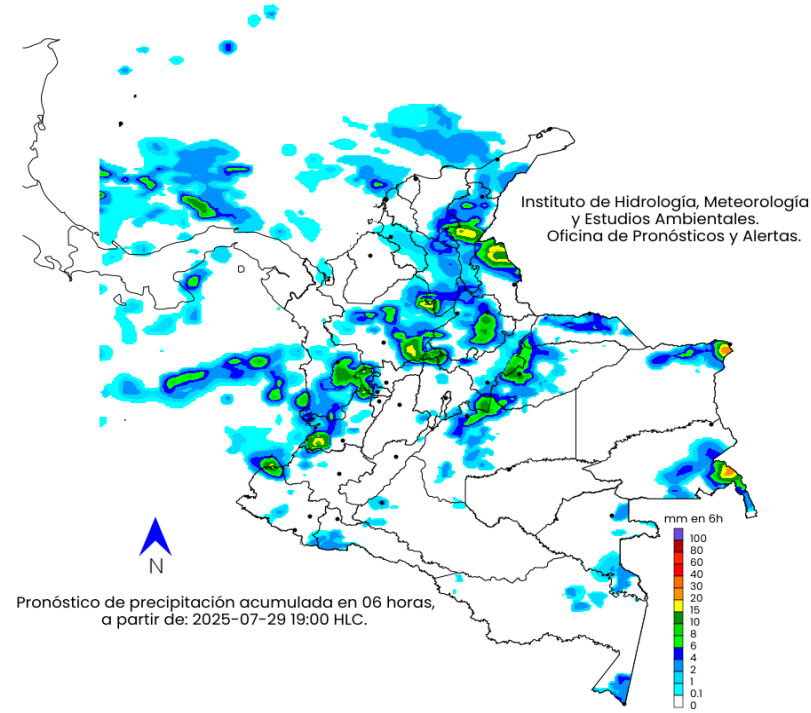 Instituto de Hidrología, Meteorología
y Estudios Ambientales.
Oficina de Pronósticos y Alertas.
N
Pronóstico de precipitación acumulada en 06 horas,
a partir de: 2025-07-29 19:00 HLC.
mm en 6h
100
80
60
40
30
20
15
10
8
6
4
2
1
0.1
0